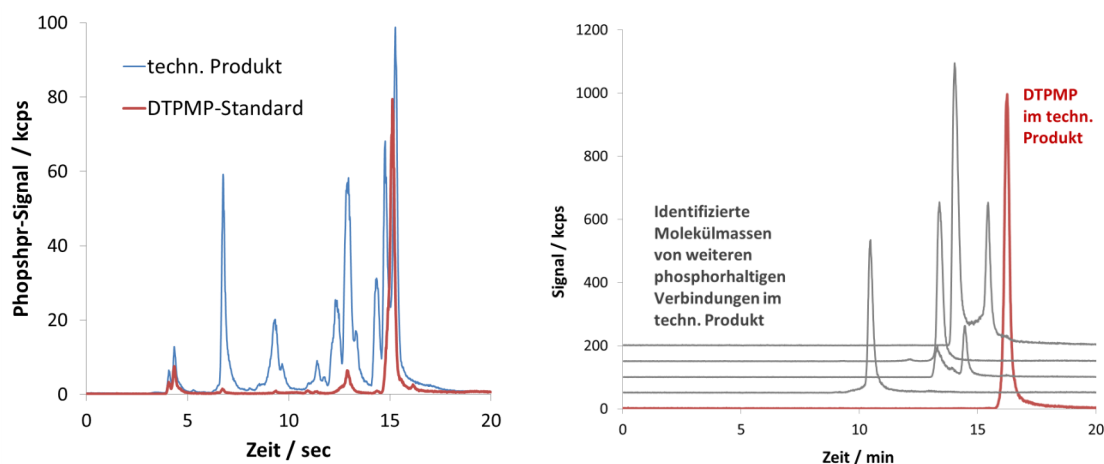 100
80
60
40
20
0
Phopshpr-Signal / kcps
techn. Produkt
DTPMP-Standard
0 5 10 15 20
Zeit / sec
1200
1000
800
600
400
200
0
Signal / kcps
DTPMP
im techn.
Produkt
Identifizierte
Molekülmassen
von weiteren
phosphorhaltigen
Verbindungen im
techn. Produkt
0 5 10 15 20
Zeit / min